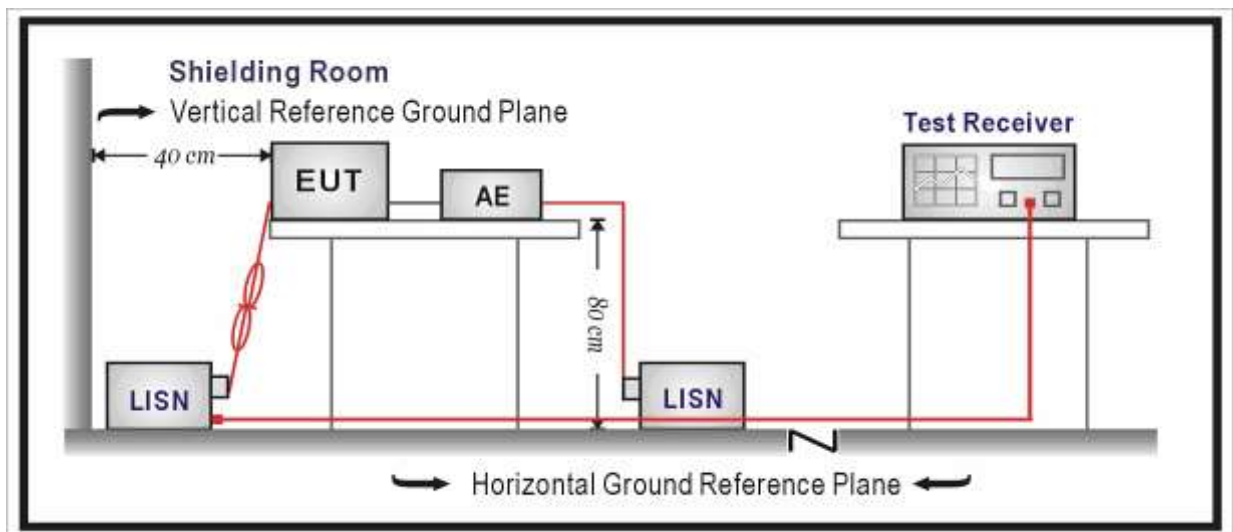 Shielding Room
Vertical Reference Ground Plane
40 cm
EUT
AE
Test Receiver
80 cm
LISN
LISN
Horizontal Ground Reference Plane